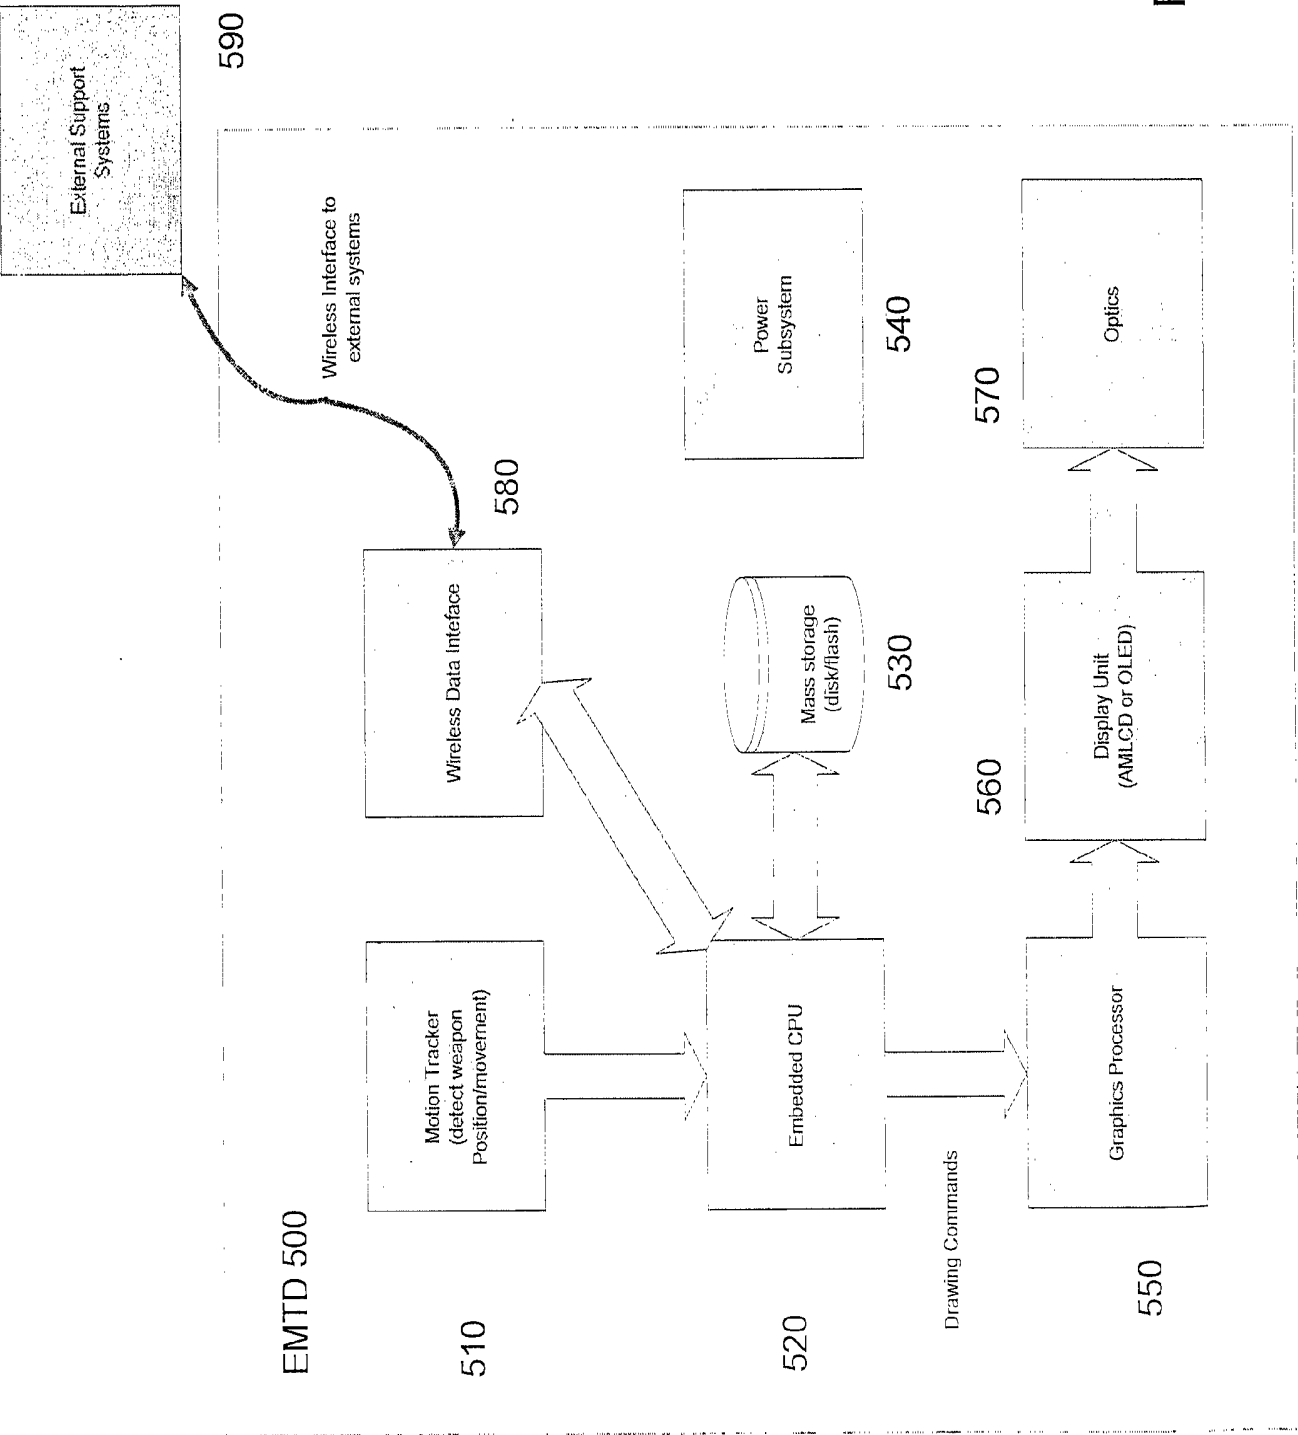 EMTD 500
510
Motion Tracker
(detect weapon
Position/movement)
Wireless Data Inteface
580
Wireless Interface to
external systems
External Support
Systems
590
520
Embedded CPU
Mass storage
(disk/flash)
530
Power
Subsystem
540
Drawing Commands
550
Graphics Processor
560
Display Unit
(AMLCD or OLED)
570
Optics